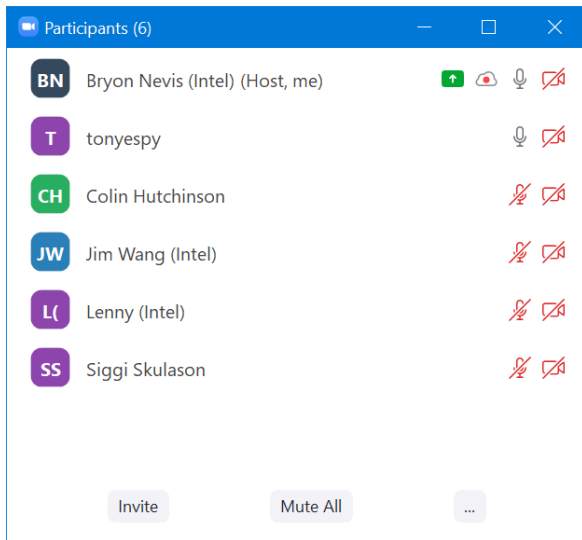 Participants (6)
BN Bryon Nevis (Intel) (Host, me)
T tonyespy
CH Colin Hutchinson
JW Jim Wang (Intel)
L( Lenny (Intel)
SS Siggi Skulason
Invite Mute All ...